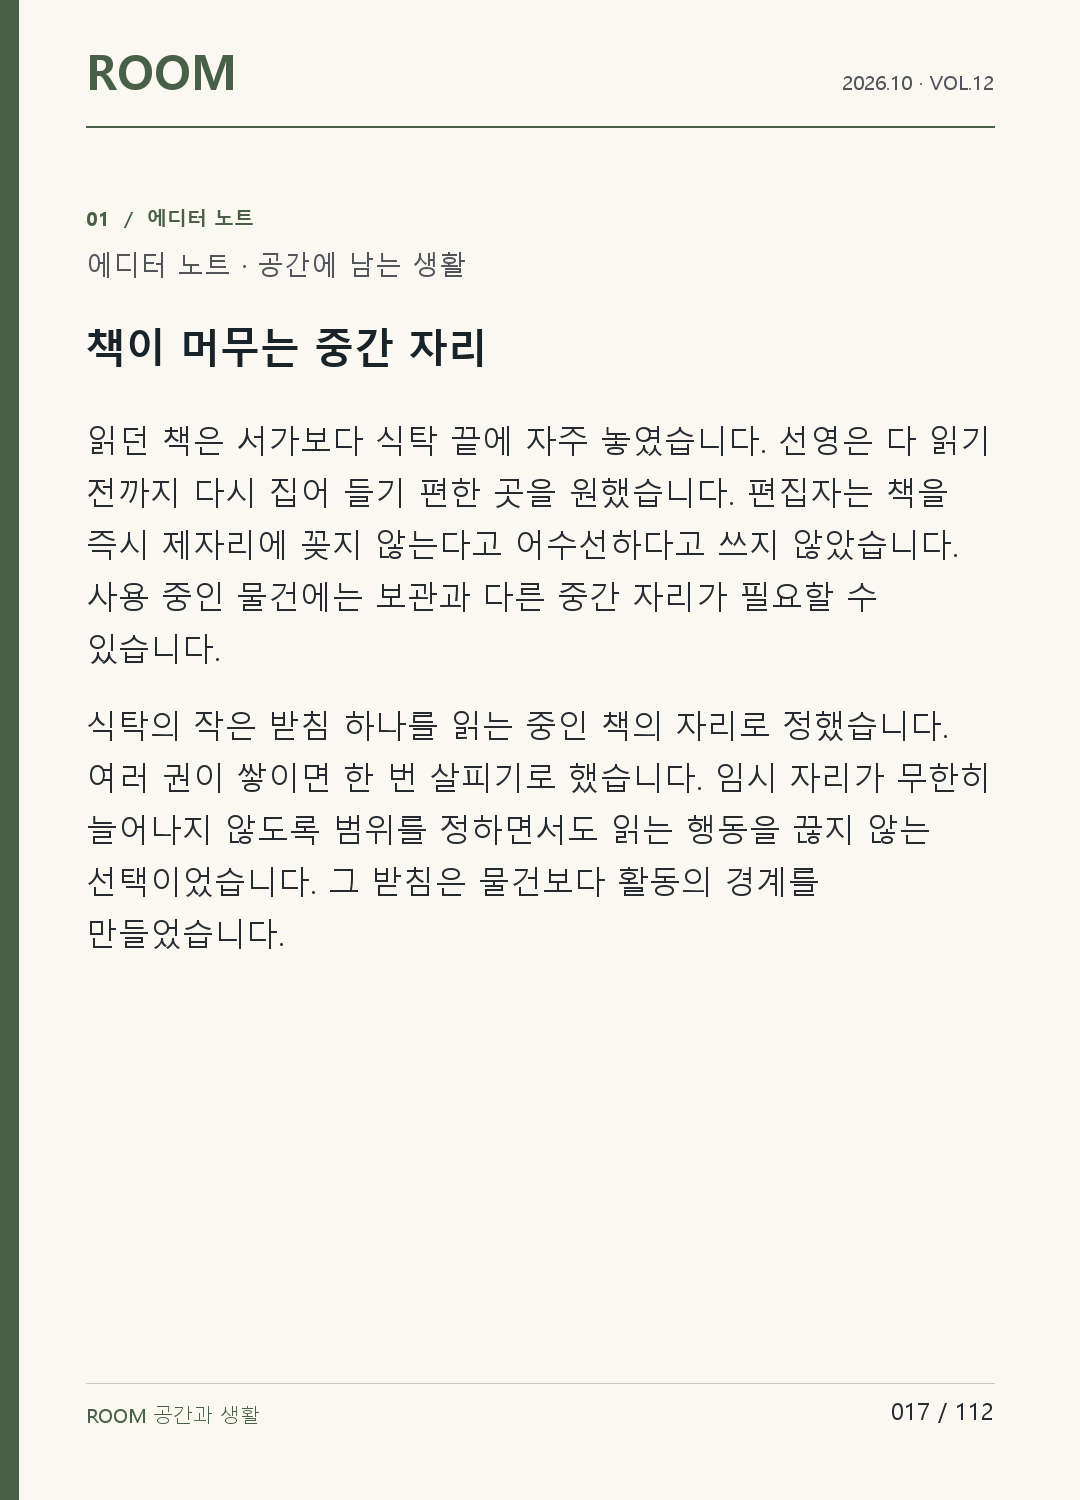 ROOM
2026.10 · VOL.12
01 / 에디터 노트
에디터 노트 · 공간에 남는 생활
책이 머무는 중간 자리
읽던 책은 서가보다 식탁 끝에 자주 놓였습니다. 선영은 다 읽기
전까지 다시 집어 들기 편한 곳을 원했습니다. 편집자는 책을
즉시 제자리에 꽂지 않는다고 어수선하다고 쓰지 않았습니다.
사용 중인 물건에는 보관과 다른 중간 자리가 필요할 수
있습니다.
식탁의 작은 받침 하나를 읽는 중인 책의 자리로 정했습니다.
여러 권이 쌓이면 한 번 살피기로 했습니다. 임시 자리가 무한히
늘어나지 않도록 범위를 정하면서도 읽는 행동을 끊지 않는
선택이었습니다. 그 받침은 물건보다 활동의 경계를
만들었습니다.
ROOM 공간과 생활
017 / 112